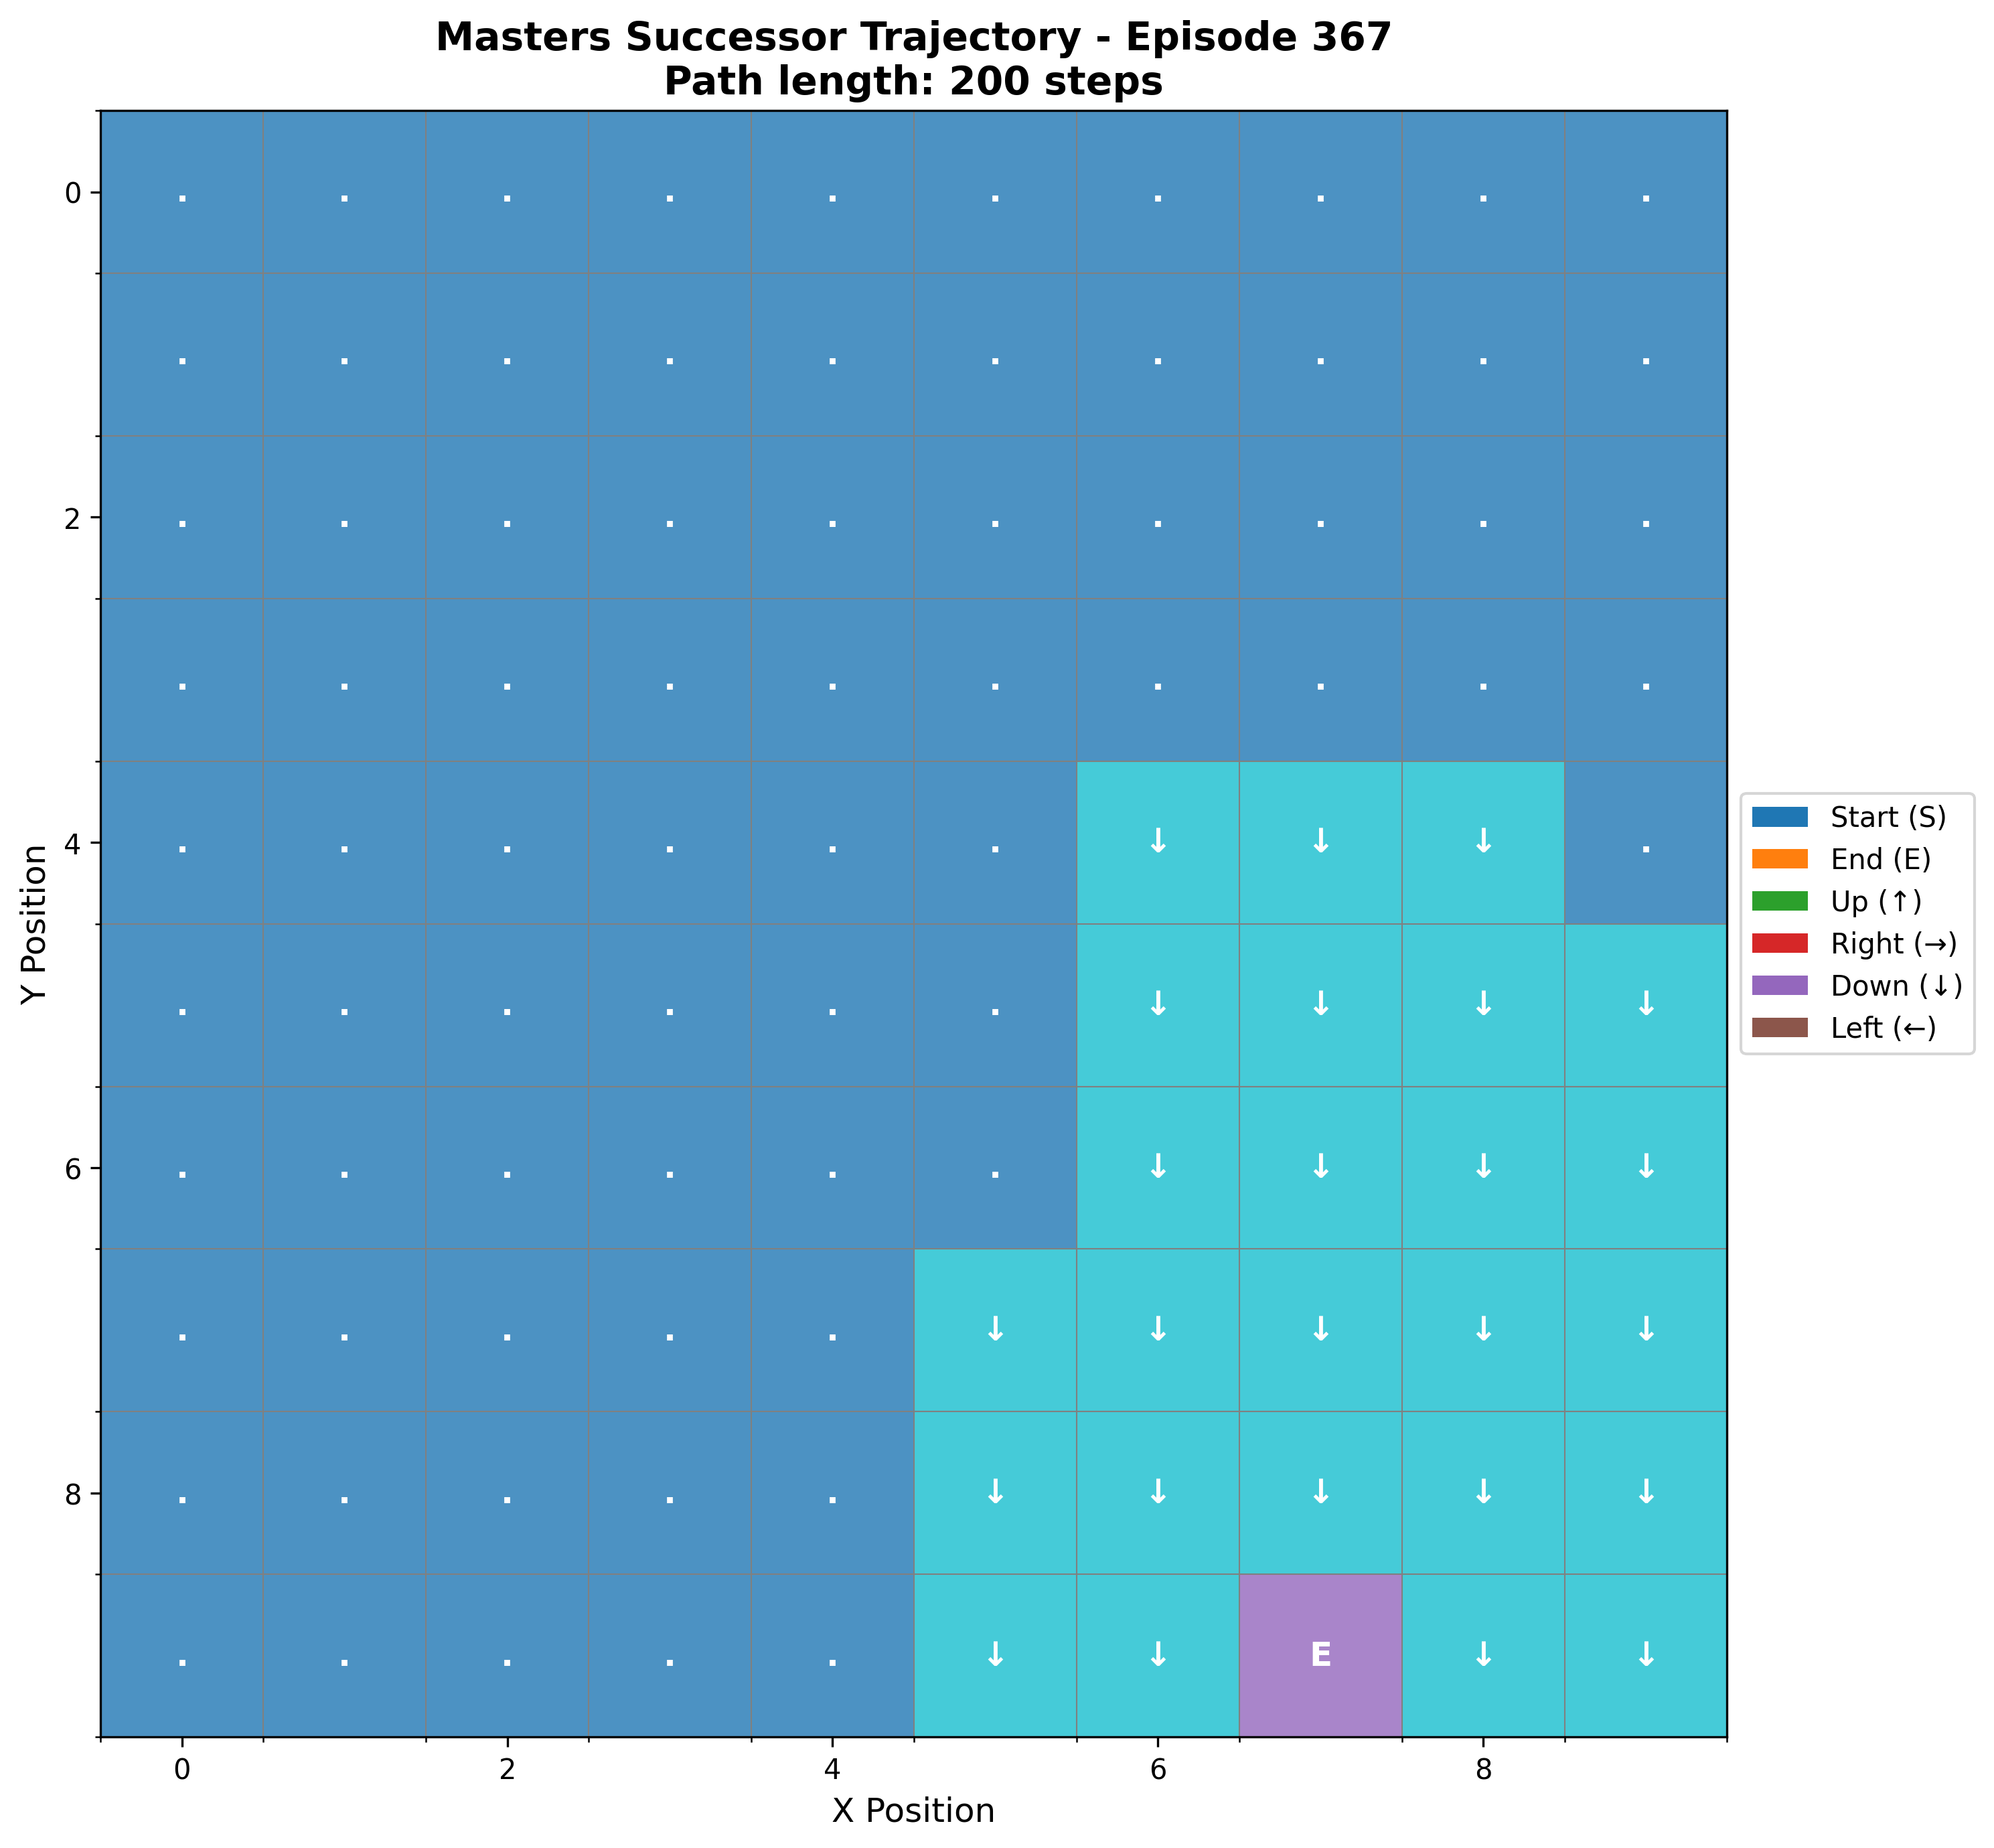 Masters Successor Trajectory - Episode 367
Path length: 200 steps
0 . . . . . . . . . .
. . . . . . . . . .
2 . . . . . . . . . .
. . . . . . . . . .
4 . . . . . . ↓ ↓ ↓ .
. . . . . . ↓ ↓ ↓ ↓
6 . . . . . . ↓ ↓ ↓ ↓
. . . . . ↓ ↓ ↓ ↓ ↓
8 . . . . . ↓ ↓ ↓ ↓ ↓
. . . . . ↓ ↓ E ↓ ↓
0 2 4 6 8
X Position
Y Position
Start (S)
End (E)
Up (↑)
Right (→)
Down (↓)
Left (←)